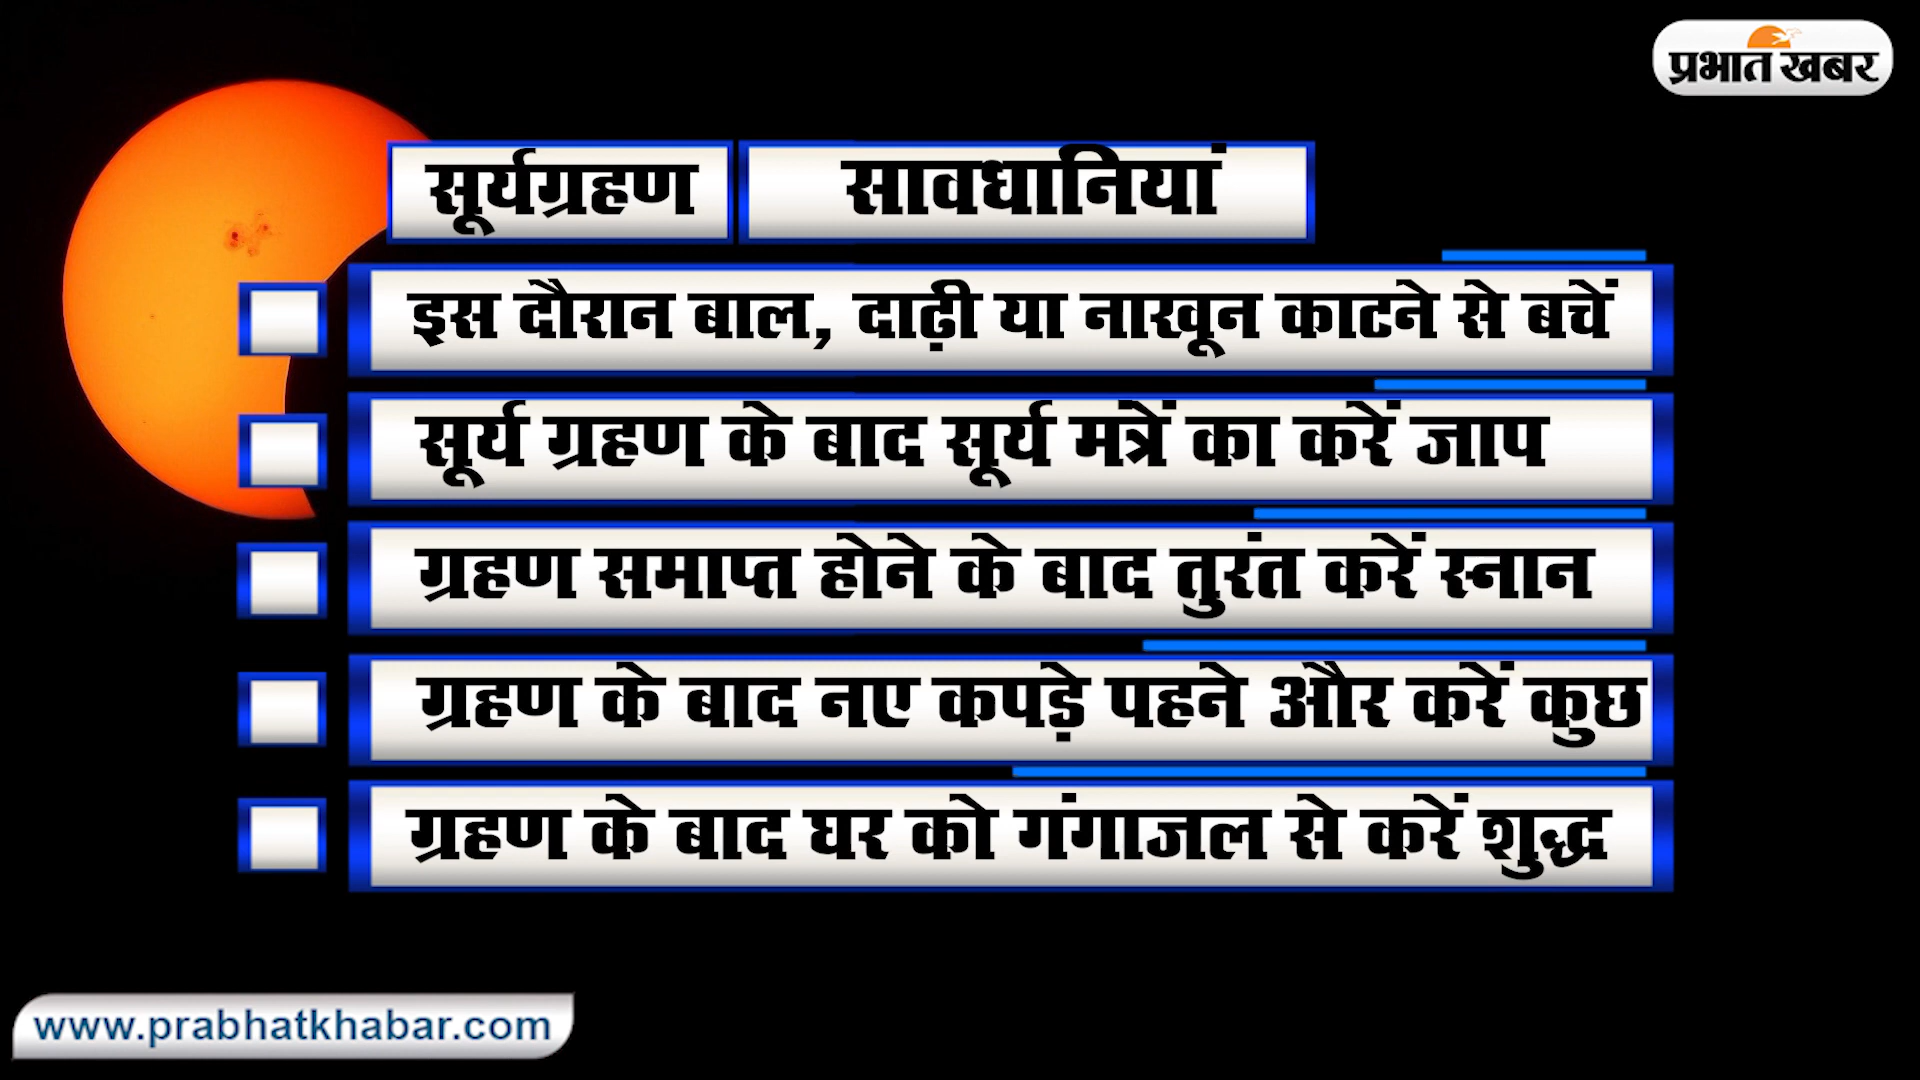 प्रभात खबर
सूर्यग्रहण सावधानियां
इस दौरान बाल, दाढ़ी या नाखून काटने से बचें
सूर्य ग्रहण के बाद सूर्य मंत्रें का करें जाप
ग्रहण समाप्त होने के बाद तुरंत करें स्नान
ग्रहण के बाद नए कपड़े पहने और करें कुछ
ग्रहण के बाद घर को गंगाजल से करें शुद्ध
www.prabhatkhabar.com